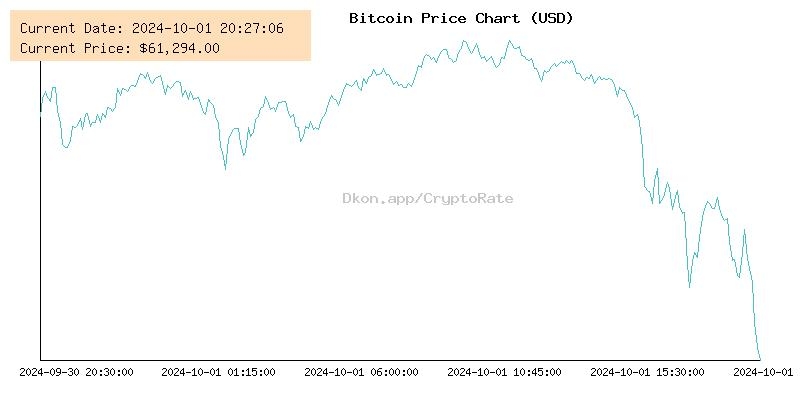 Bitcoin Price Chart (USD)
Current Date: 2024-10-01 20:27:06
Current Price: $61,294.00
Dkon.app/CryptoRate
2024-09-30 20:30:00 2024-10-01 01:15:00 2024-10-01 06:00:00 2024-10-01 10:45:00 2024-10-01 15:30:00 2024-10-01